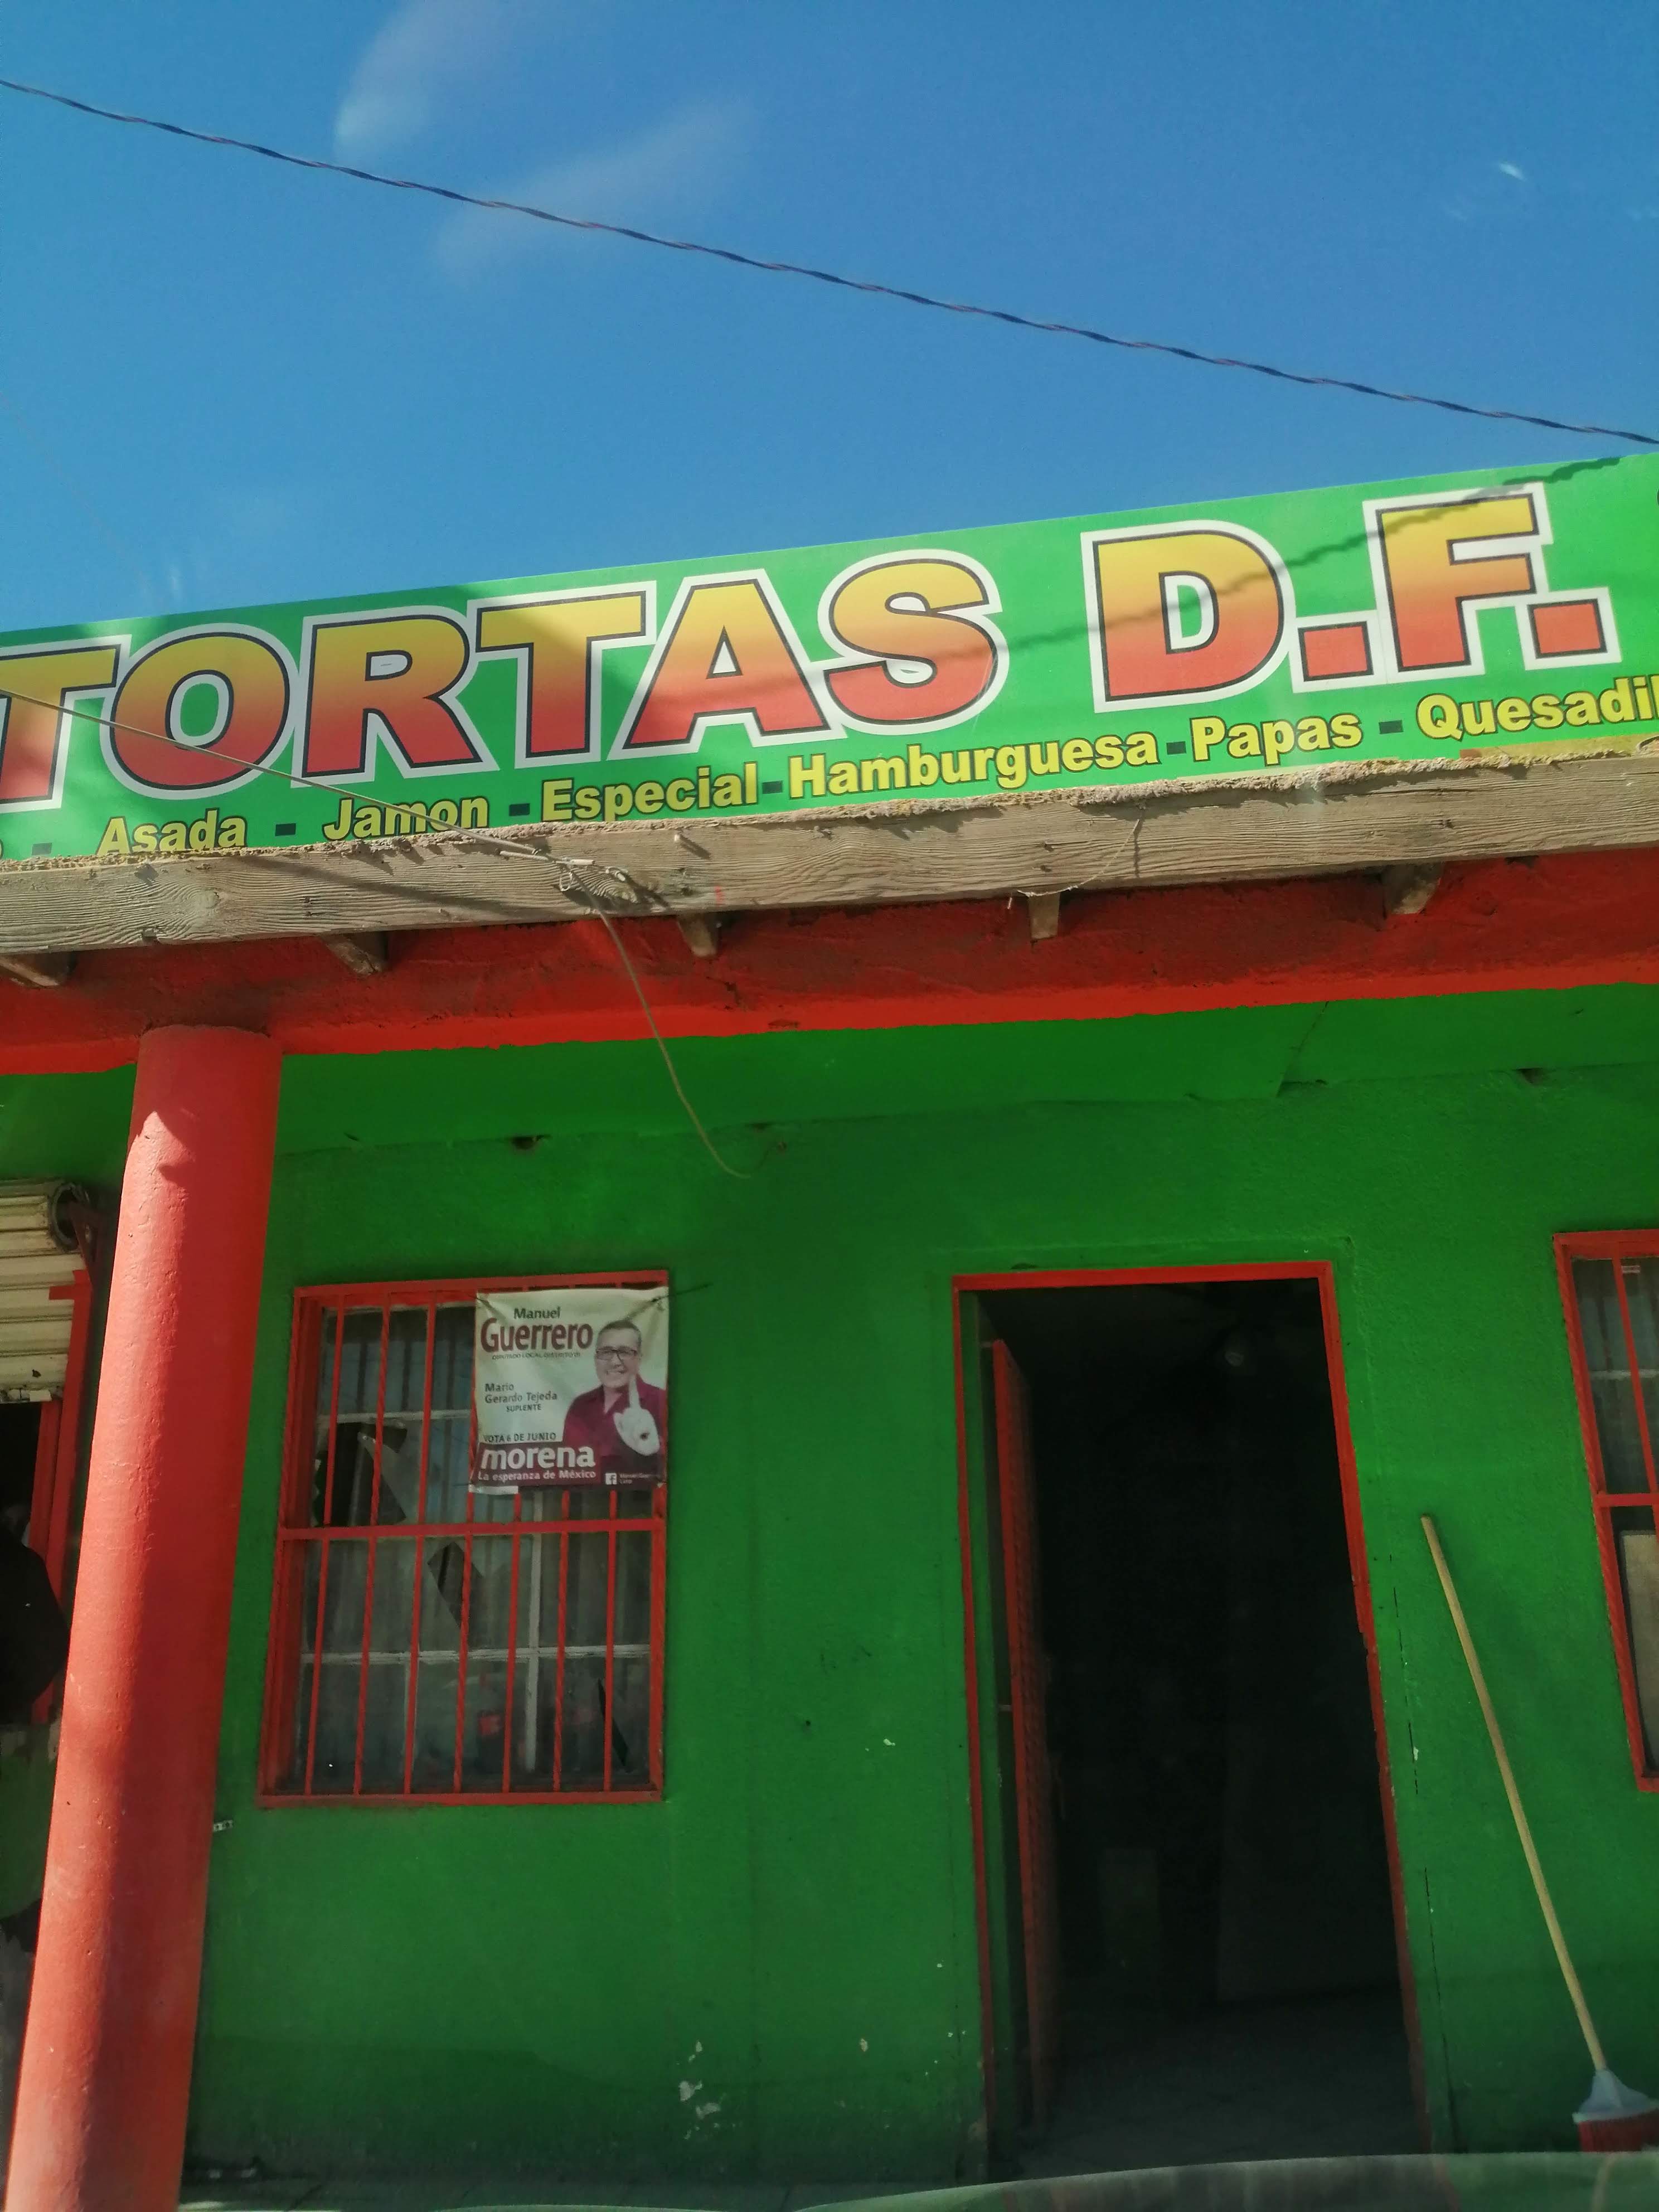 TORTAS D.F.
- Asada - Jamon - Especial - Hamburguesa - Papas - Quesadil
Manuel
Guerrero
Mario
Gerardo Tejeda
SUPLENTE
VOTA 6 DE JUNIO
morena
La esperanza de México